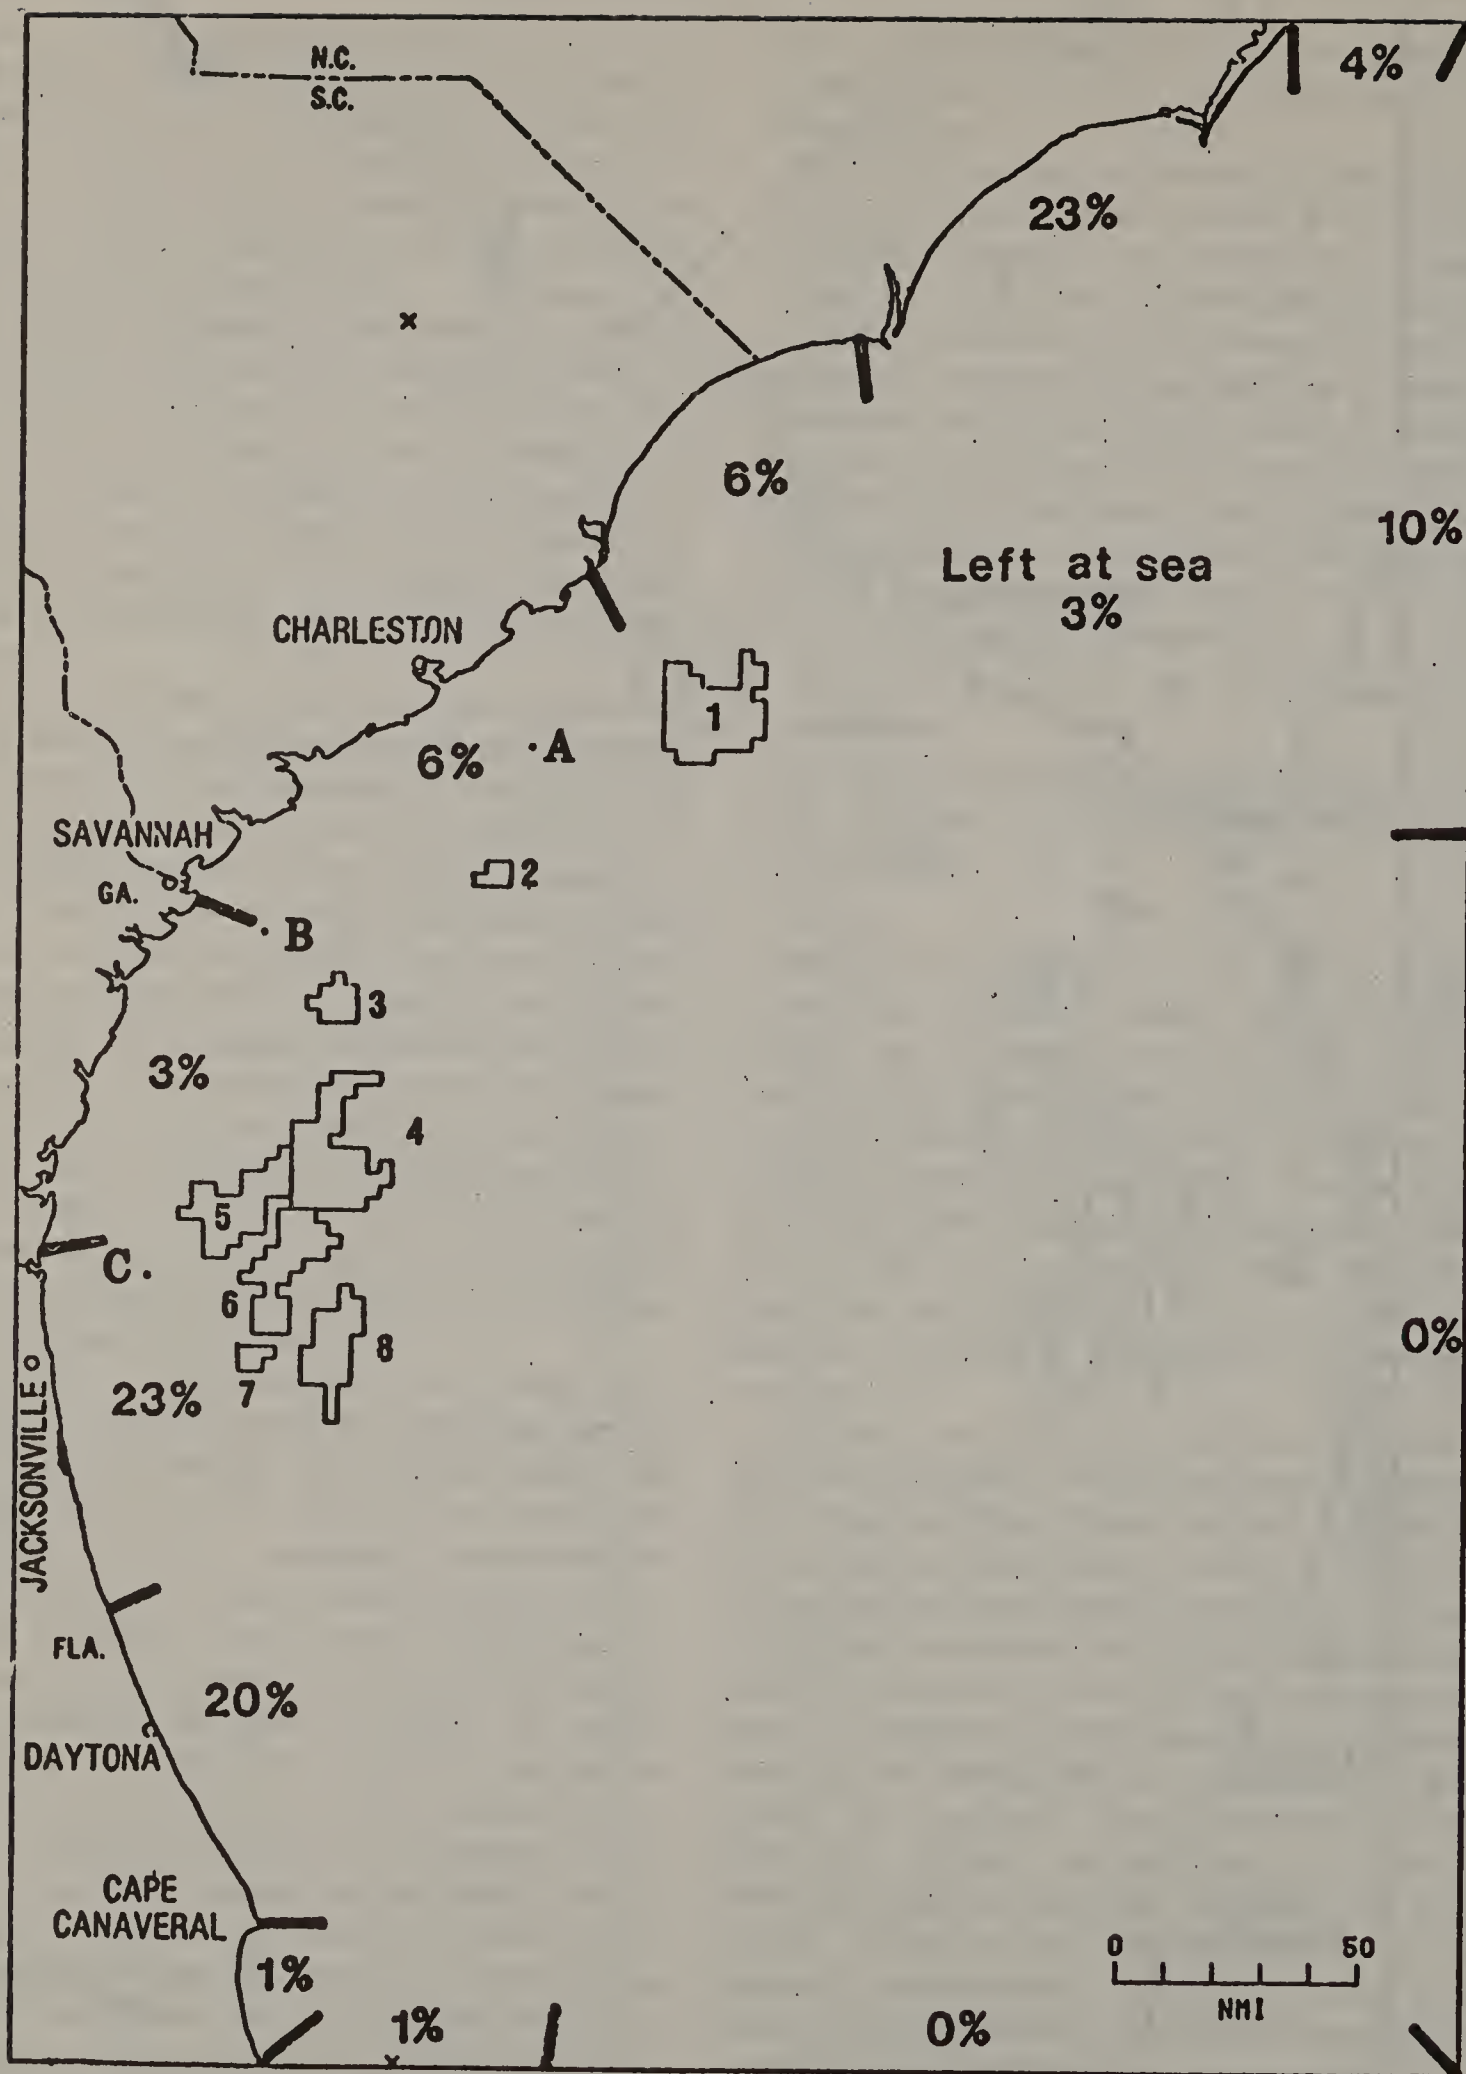 N.C.
S.C.
4%
23%
×
6%
10%
Left at sea
3%
CHARLESTON
1
6%
A
SAVANNAH
2
GA.
B
3
3%
4
5
C
6
8
0%
7
23%
JACKSONVILLE
FLA.
20%
DAYTONA
CAPE
CANAVERAL
0 50
NMI
1%
1%
0%
×